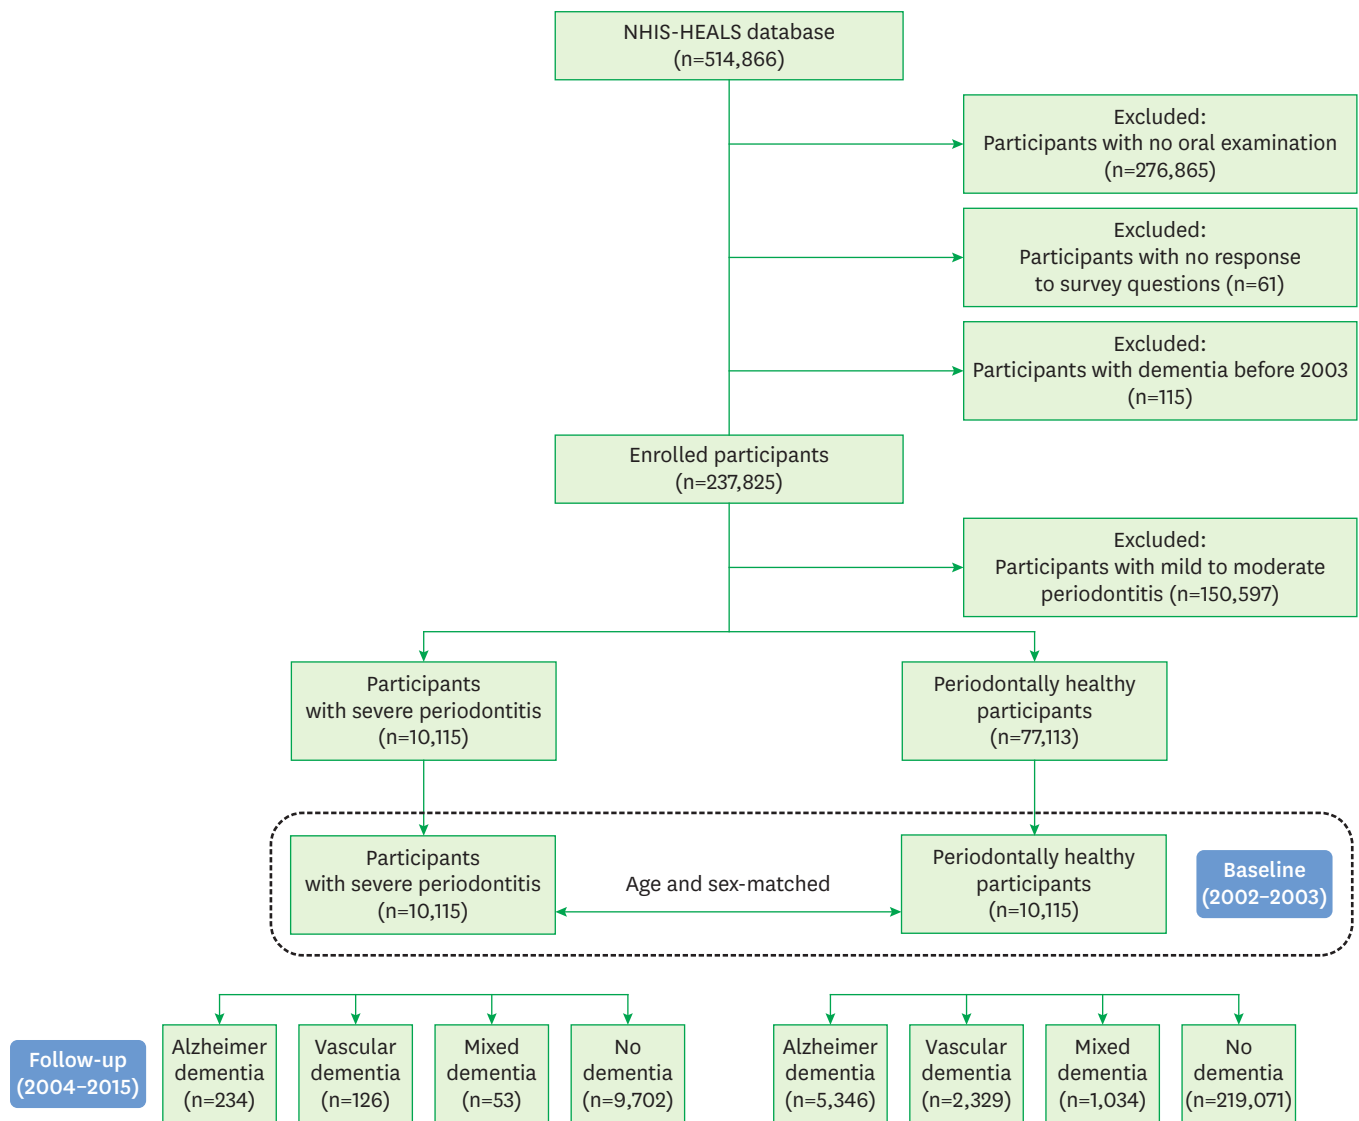 NHIS-HEALS database
(n=514,866)
Excluded:
Participants with no oral examination
(n=276,865)
Excluded:
Participants with no response
to survey questions (n=61)
Excluded:
Participants with dementia before 2003
(n=115)
Enrolled participants
(n=237,825)
Excluded:
Participants with mild to moderate
periodontitis (n=150,597)
Participants
with severe periodontitis
(n=10,115)
Periodontally healthy
participants
(n=77,113)
Participants
with severe periodontitis
(n=10,115)
Age and sex-matched
Periodontally healthy
participants
(n=10,115)
Baseline
(2002–2003)
Follow-up
(2004–2015)
Alzheimer
dementia
(n=234)
Vascular
dementia
(n=126)
Mixed
dementia
(n=53)
No
dementia
(n=9,702)
Alzheimer
dementia
(n=5,346)
Vascular
dementia
(n=2,329)
Mixed
dementia
(n=1,034)
No
dementia
(n=219,071)